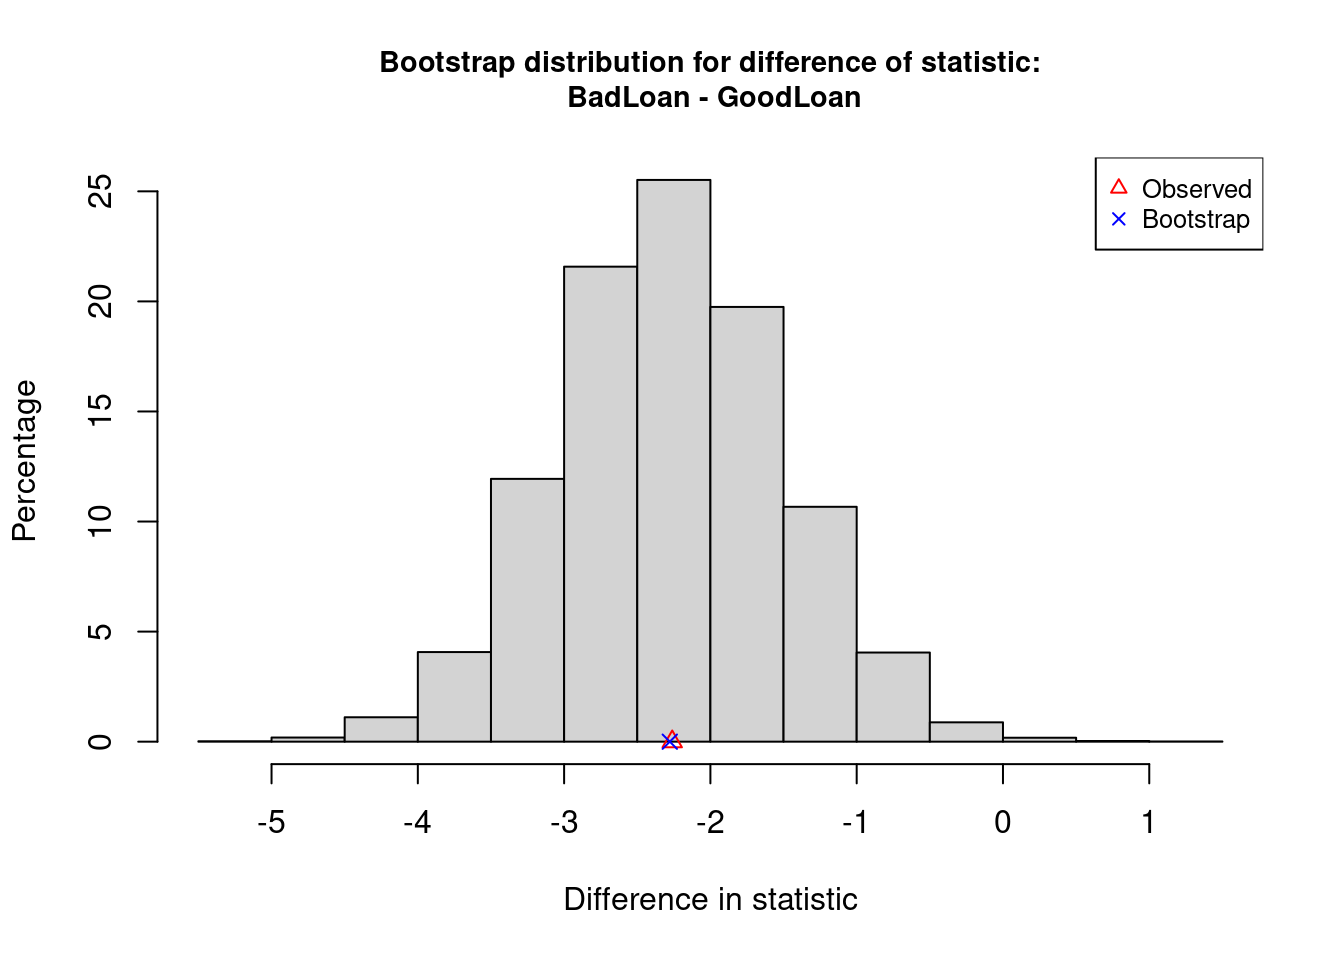 Bootstrap distribution for difference of statistic:
BadLoan - GoodLoan
Observed
Bootstrap
Percentage
25
20
15
10
5
0
-5 -4 -3 -2 -1 0 1
Difference in statistic